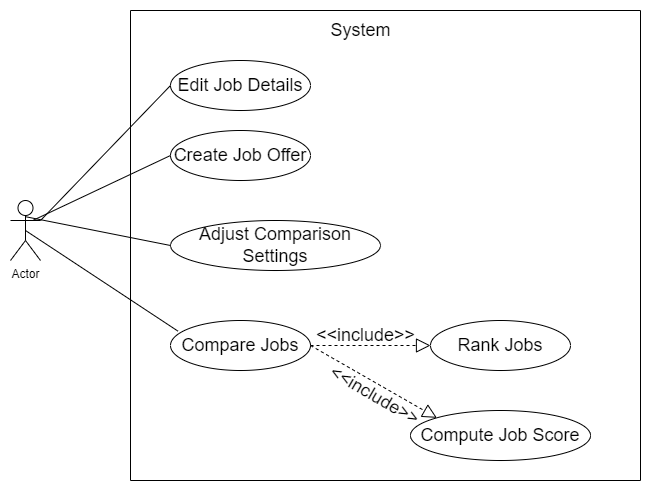 System
Edit Job Details
Create Job Offer
Actor
Adjust Comparison
Settings
Compare Jobs
<<include>>
Rank Jobs
<<include>>
Compute Job Score